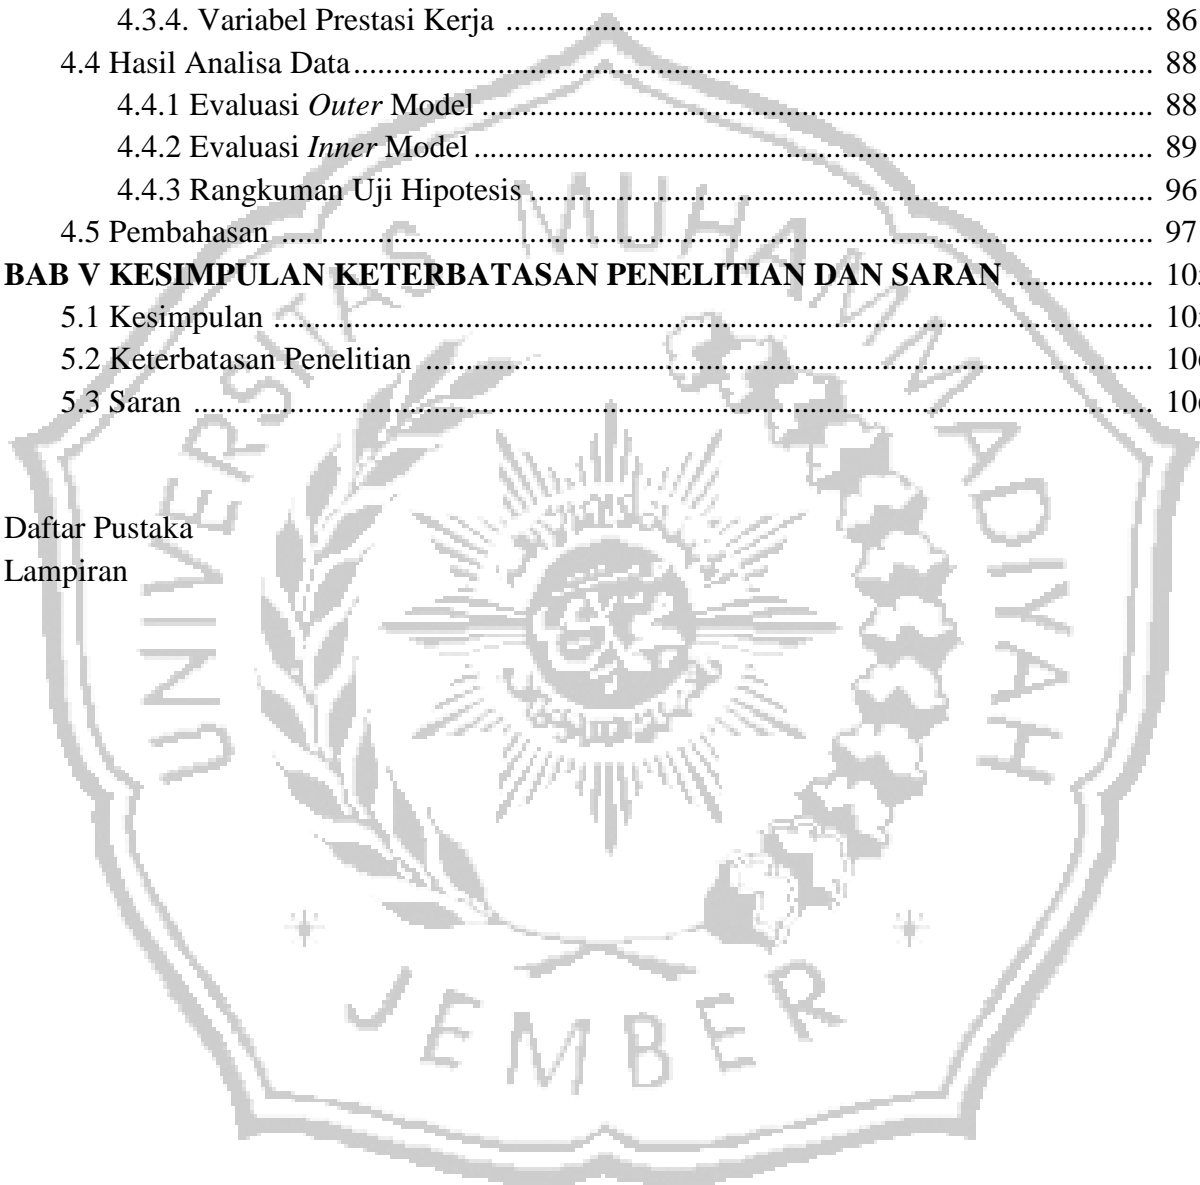 4.3.4. Variabel Prestasi Kerja ........ 86
4.4 Hasil Analisa Data ........ 88
4.4.1 Evaluasi Outer Model ........ 88
4.4.2 Evaluasi Inner Model ........ 89
4.4.3 Rangkuman Uji Hipotesis ........ 96
4.5 Pembahasan ........ 97
BAB V KESIMPULAN KETERBATASAN PENELITIAN DAN SARAN ........
5.1 Kesimpulan ........
5.2 Keterbatasan Penelitian ........
5.3 Saran ........
Daftar Pustaka
Lampiran
UNIVERSITAS MUHAMMADIYAH
JEMBER